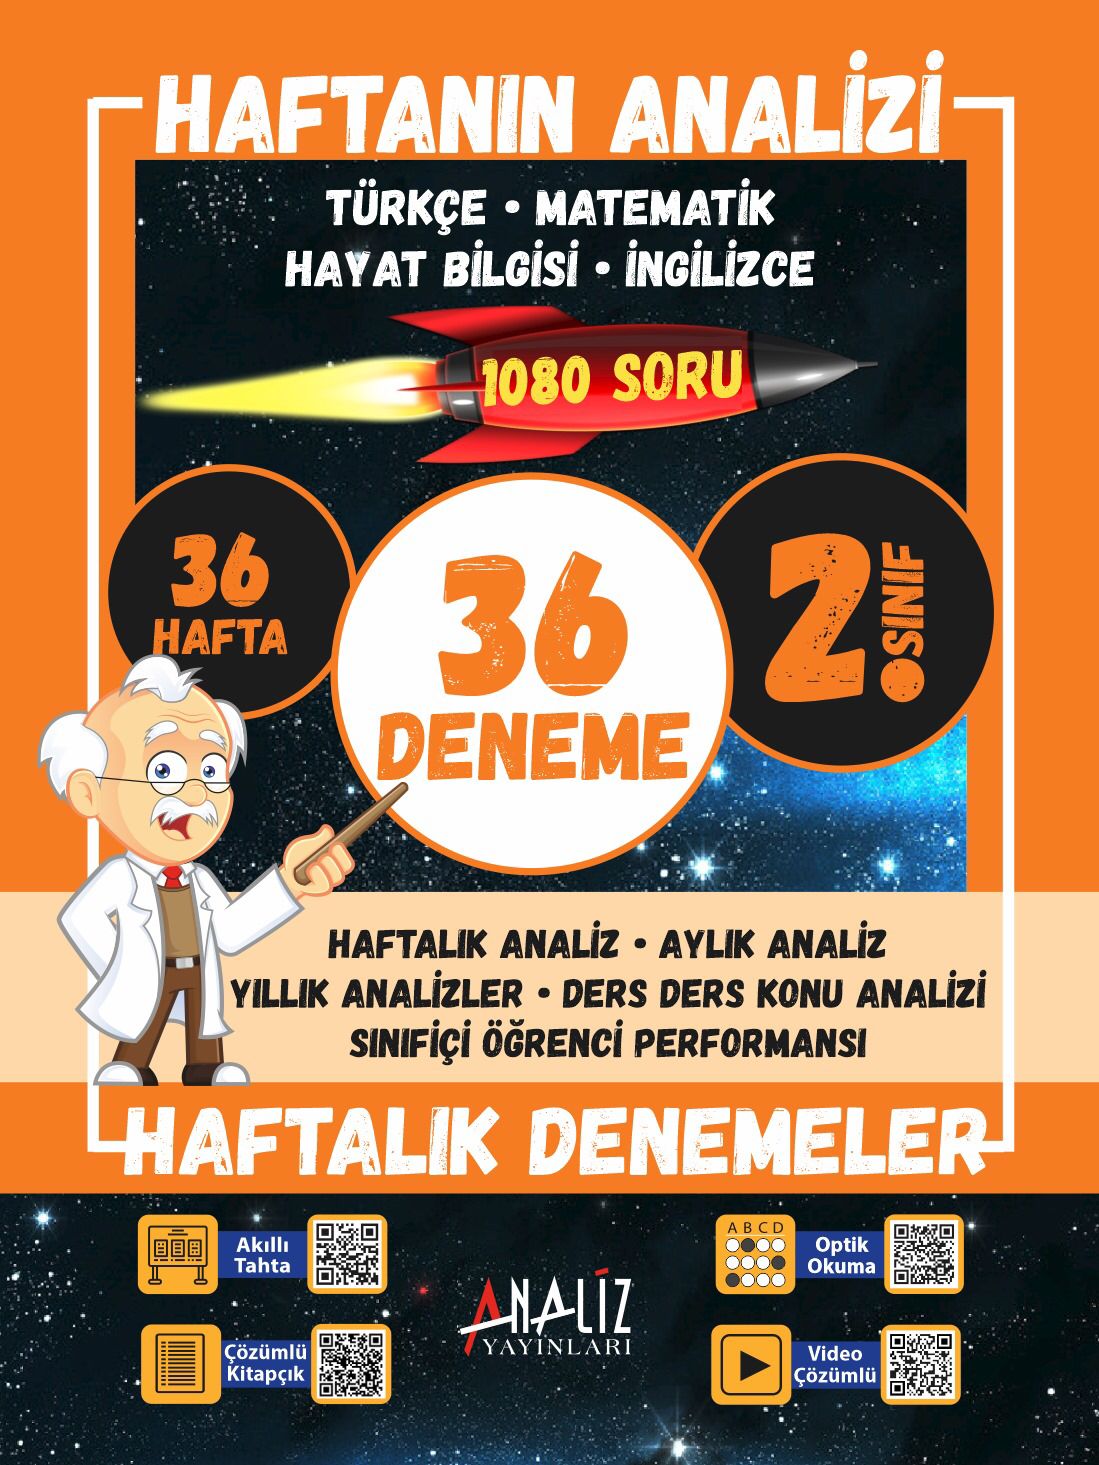 HAFTANIN ANALİZİ
TÜRKÇE • MATEMATİK
HAYAT BİLGİSİ • İNGİLİZCE
1080 SORU
36
HAFTA
36
DENEME
2. SINIF
HAFTALIK ANALİZ • AYLIK ANALİZ
YILLIK ANALİZLER • DERS DERS KONU ANALİZİ
SINIFİÇİ ÖĞRENCİ PERFORMANSI
HAFTALIK DENEMELER
Akıllı
Tahta
A B C D
Optik
Okuma
ANALİZ
YAYINLARI
Çözümlü
Kitapçık
Video
Çözümlü